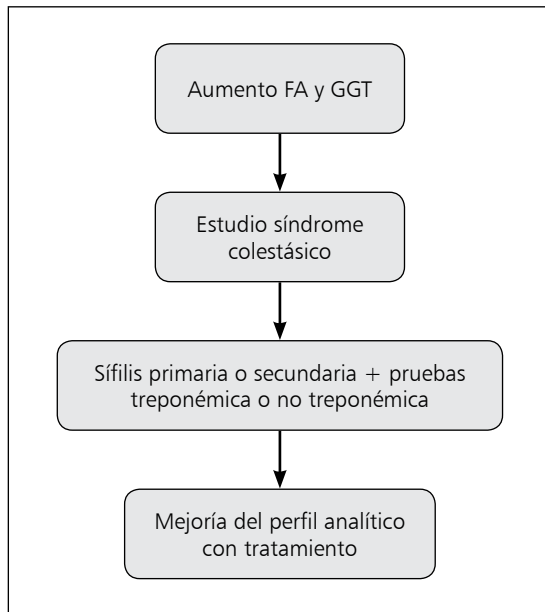 Aumento FA y GGT
Estudio síndrome
colestásico
Sífilis primaria o secundaria + pruebas
treponémica o no treponémica
Mejoría del perfil analítico
con tratamiento